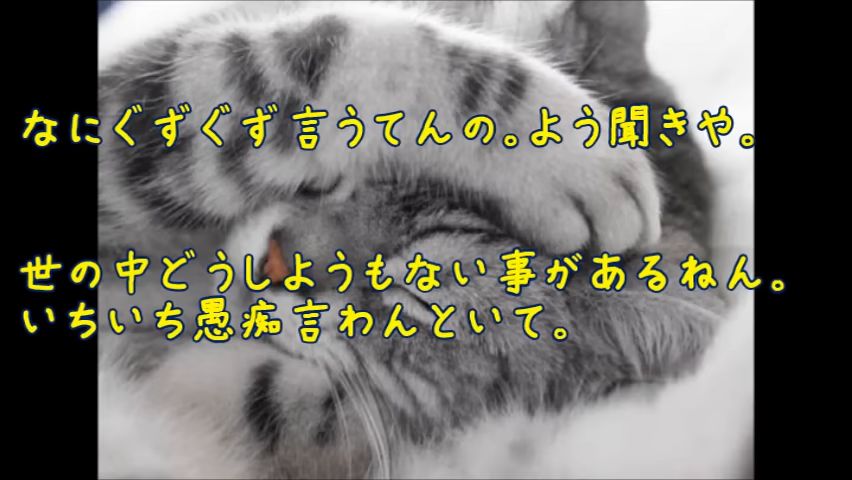 なにぐずぐず言うてんの。よう聞きや。
世の中どうしようもない事があるねん。
いちいち愚痴言わんといて。